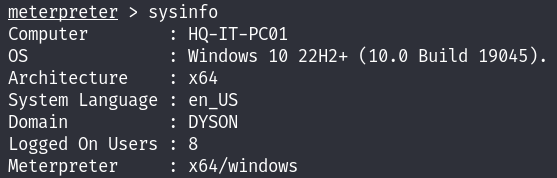 meterpreter > sysinfo
Computer        : HQ-IT-PC01
OS              : Windows 10 22H2+ (10.0 Build 19045).
Architecture    : x64
System Language : en_US
Domain          : DYSON
Logged On Users : 8
Meterpreter     : x64/windows